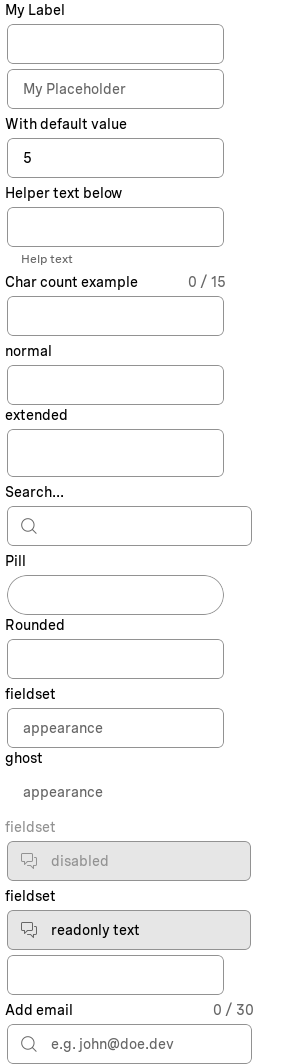 My Label
My Placeholder
With default value
5
Helper text below
Help text
Char count example 0 / 15
normal
extended
Search...
Pill
Rounded
fieldset
appearance
ghost
appearance
fieldset
disabled
fieldset
readonly text
Add email 0 / 30
e.g. john@doe.dev